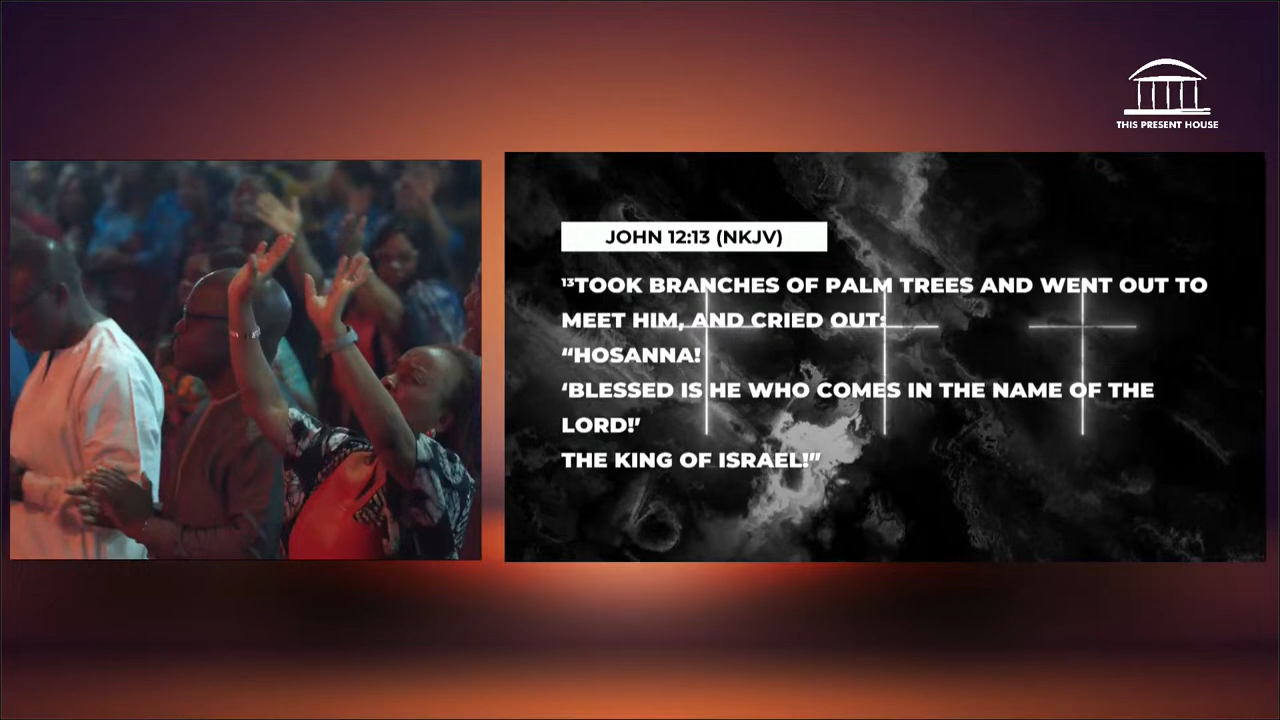 THIS PRESENT HOUSE
JOHN 12:13 (NKJV)
¹³TOOK BRANCHES OF PALM TREES AND WENT OUT TO
MEET HIM, AND CRIED OUT:
“HOSANNA!
‘BLESSED IS HE WHO COMES IN THE NAME OF THE
LORD!’
THE KING OF ISRAEL!”